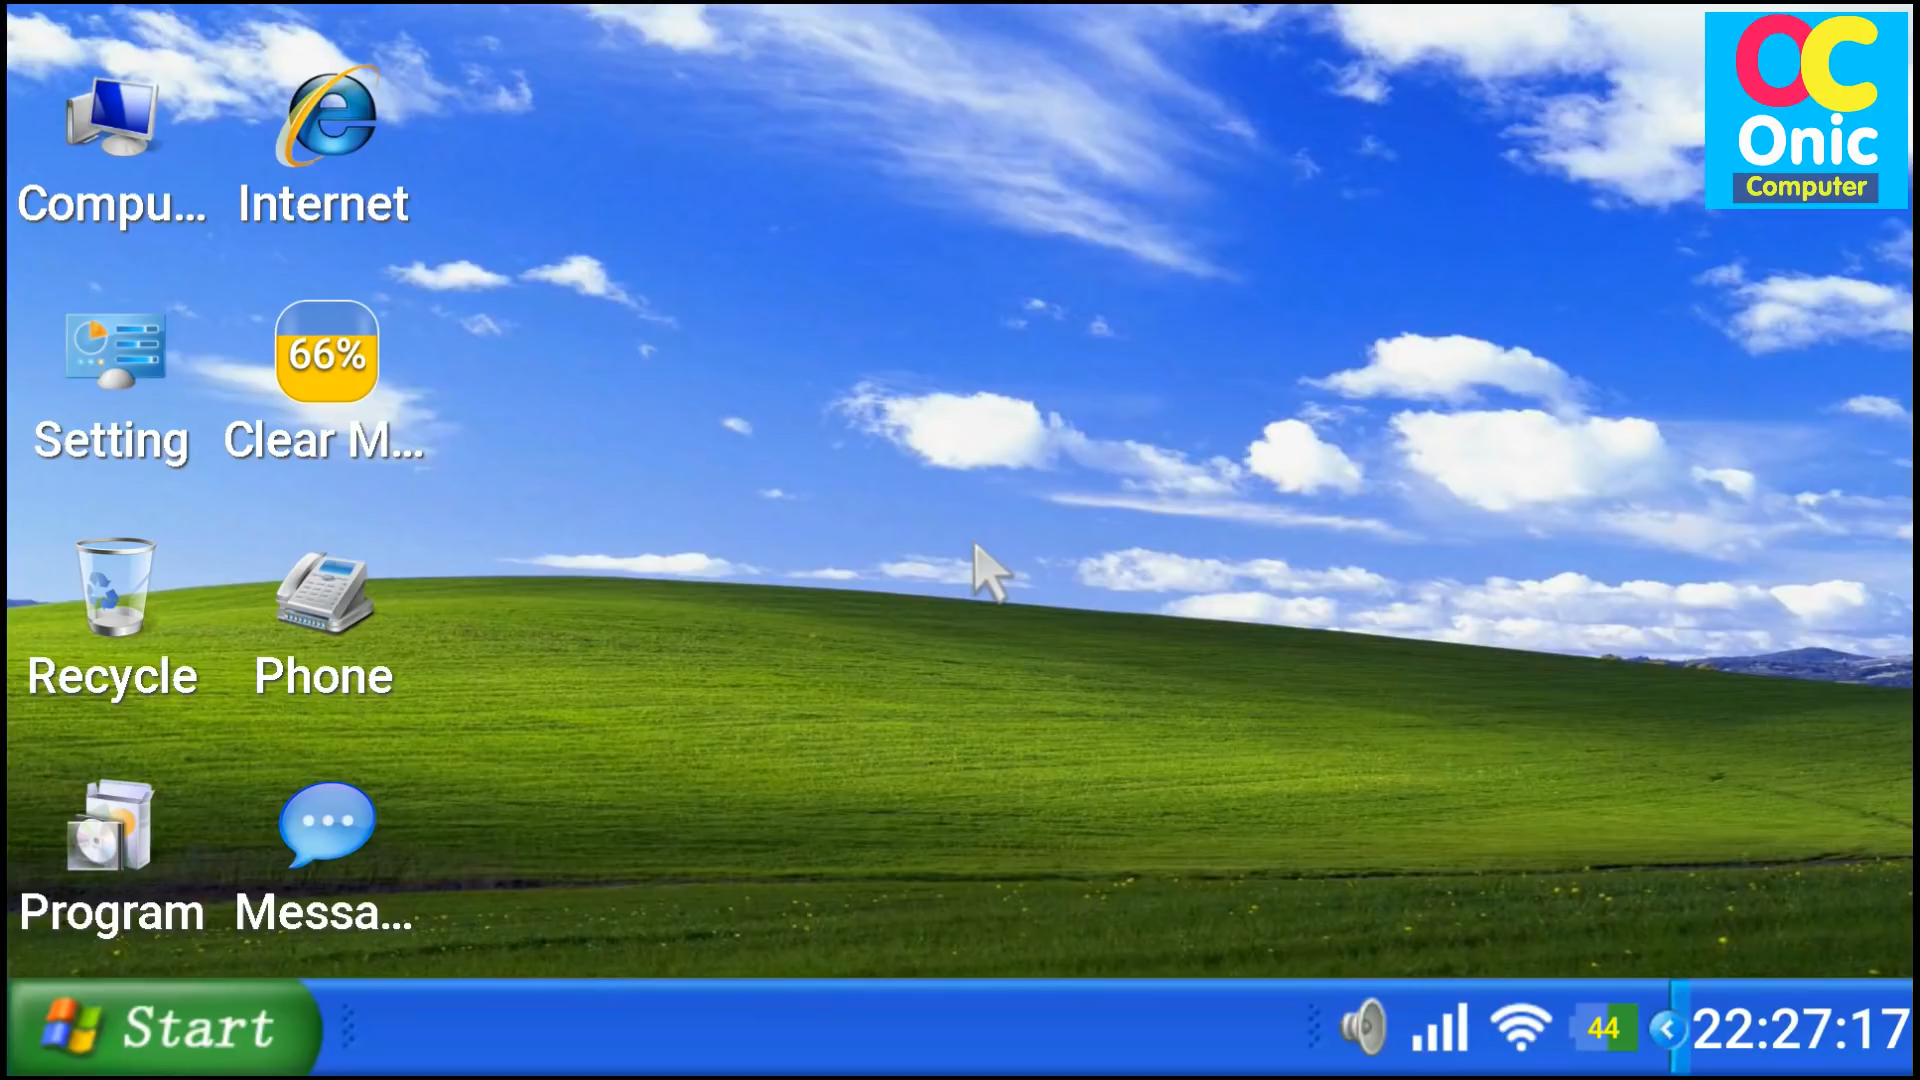 OC
Onic
Computer
Compu...
Internet
Setting
66%
Clear M...
Recycle
Phone
Program
Messa...
Start
44
22:27:17